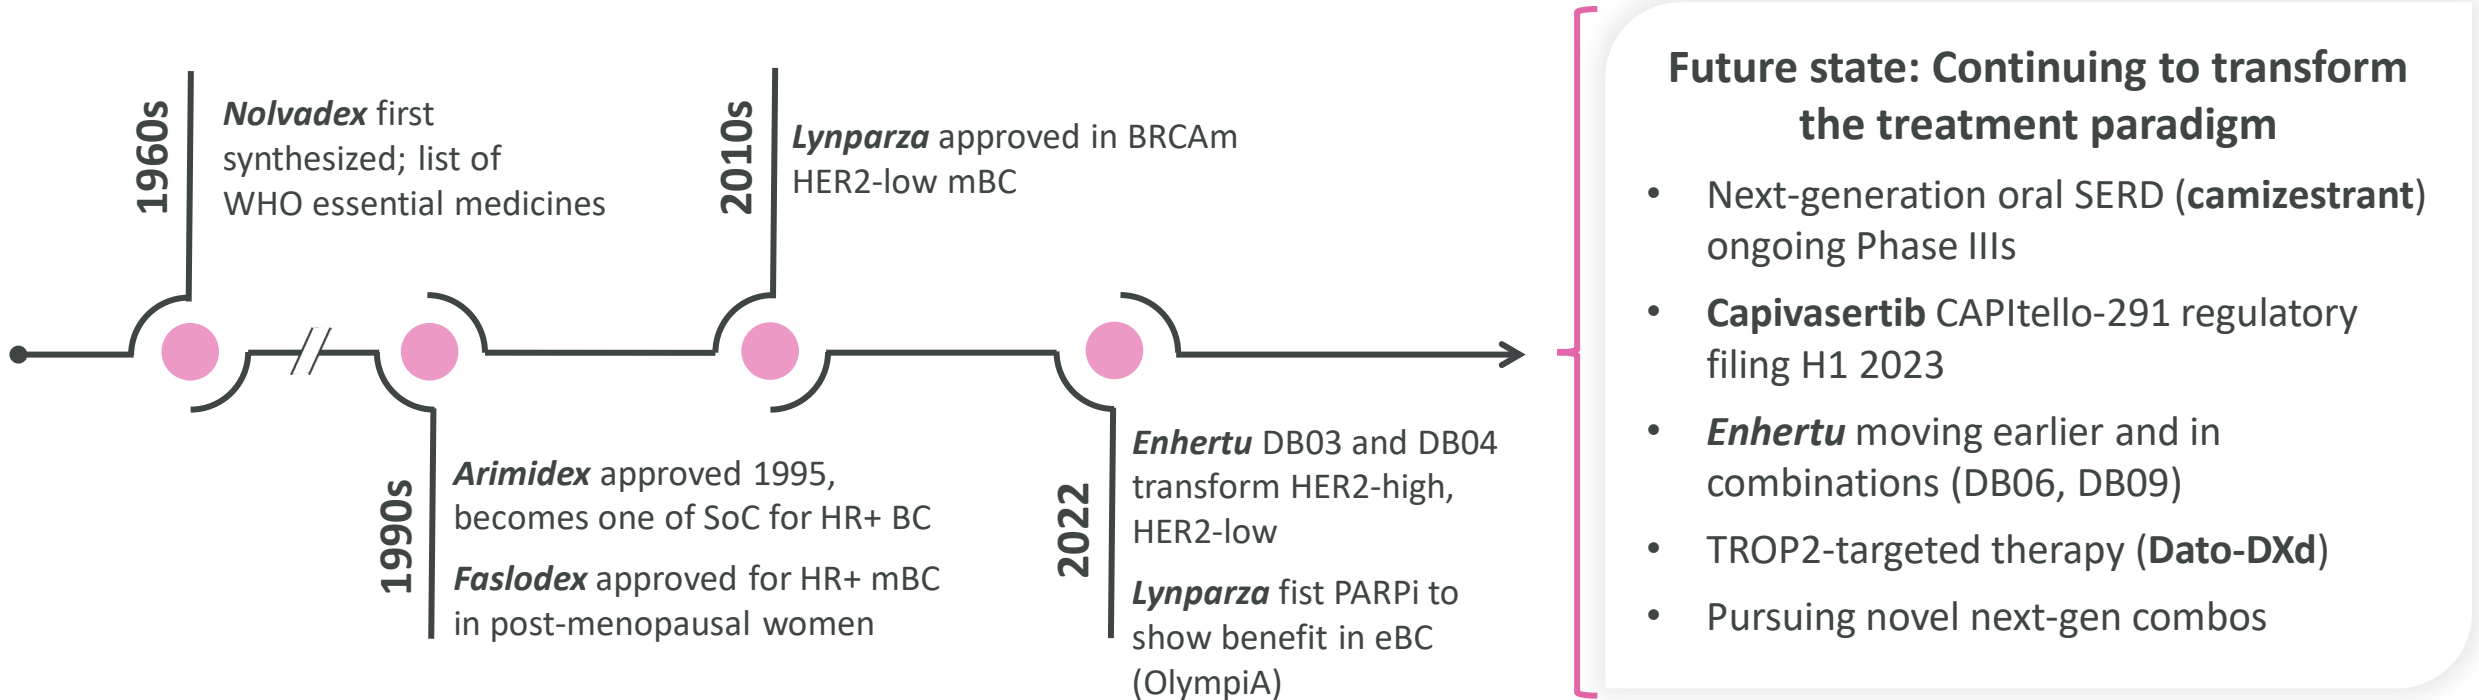 1960s
Nolvadex first
synthesized; list of
WHO essential medicines
1990s
Arimidex approved 1995,
becomes one of SoC for HR+ BC
Faslodex approved for HR+ mBC
in post-menopausal women
2010s
Lynparza approved in BRCAm
HER2-low mBC
2022
Enhertu DB03 and DB04
transform HER2-high,
HER2-low
Lynparza fist PARPi to
show benefit in eBC
(OlympiA)
Future state: Continuing to transform
the treatment paradigm
• Next-generation oral SERD (camizestrant)
ongoing Phase IIIs
• Capivasertib CAPItello-291 regulatory
filing H1 2023
• Enhertu moving earlier and in
combinations (DB06, DB09)
• TROP2-targeted therapy (Dato-DXd)
• Pursuing novel next-gen combos